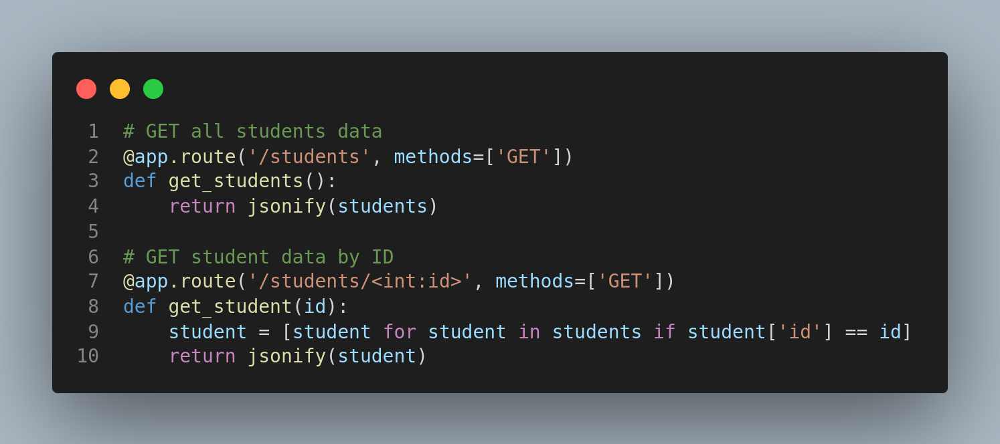 1 # GET all students data
2 @app.route('/students', methods=['GET'])
3 def get_students():
4     return jsonify(students)
5
6 # GET student data by ID
7 @app.route('/students/<int:id>', methods=['GET'])
8 def get_student(id):
9     student = [student for student in students if student['id'] == id]
10     return jsonify(student)